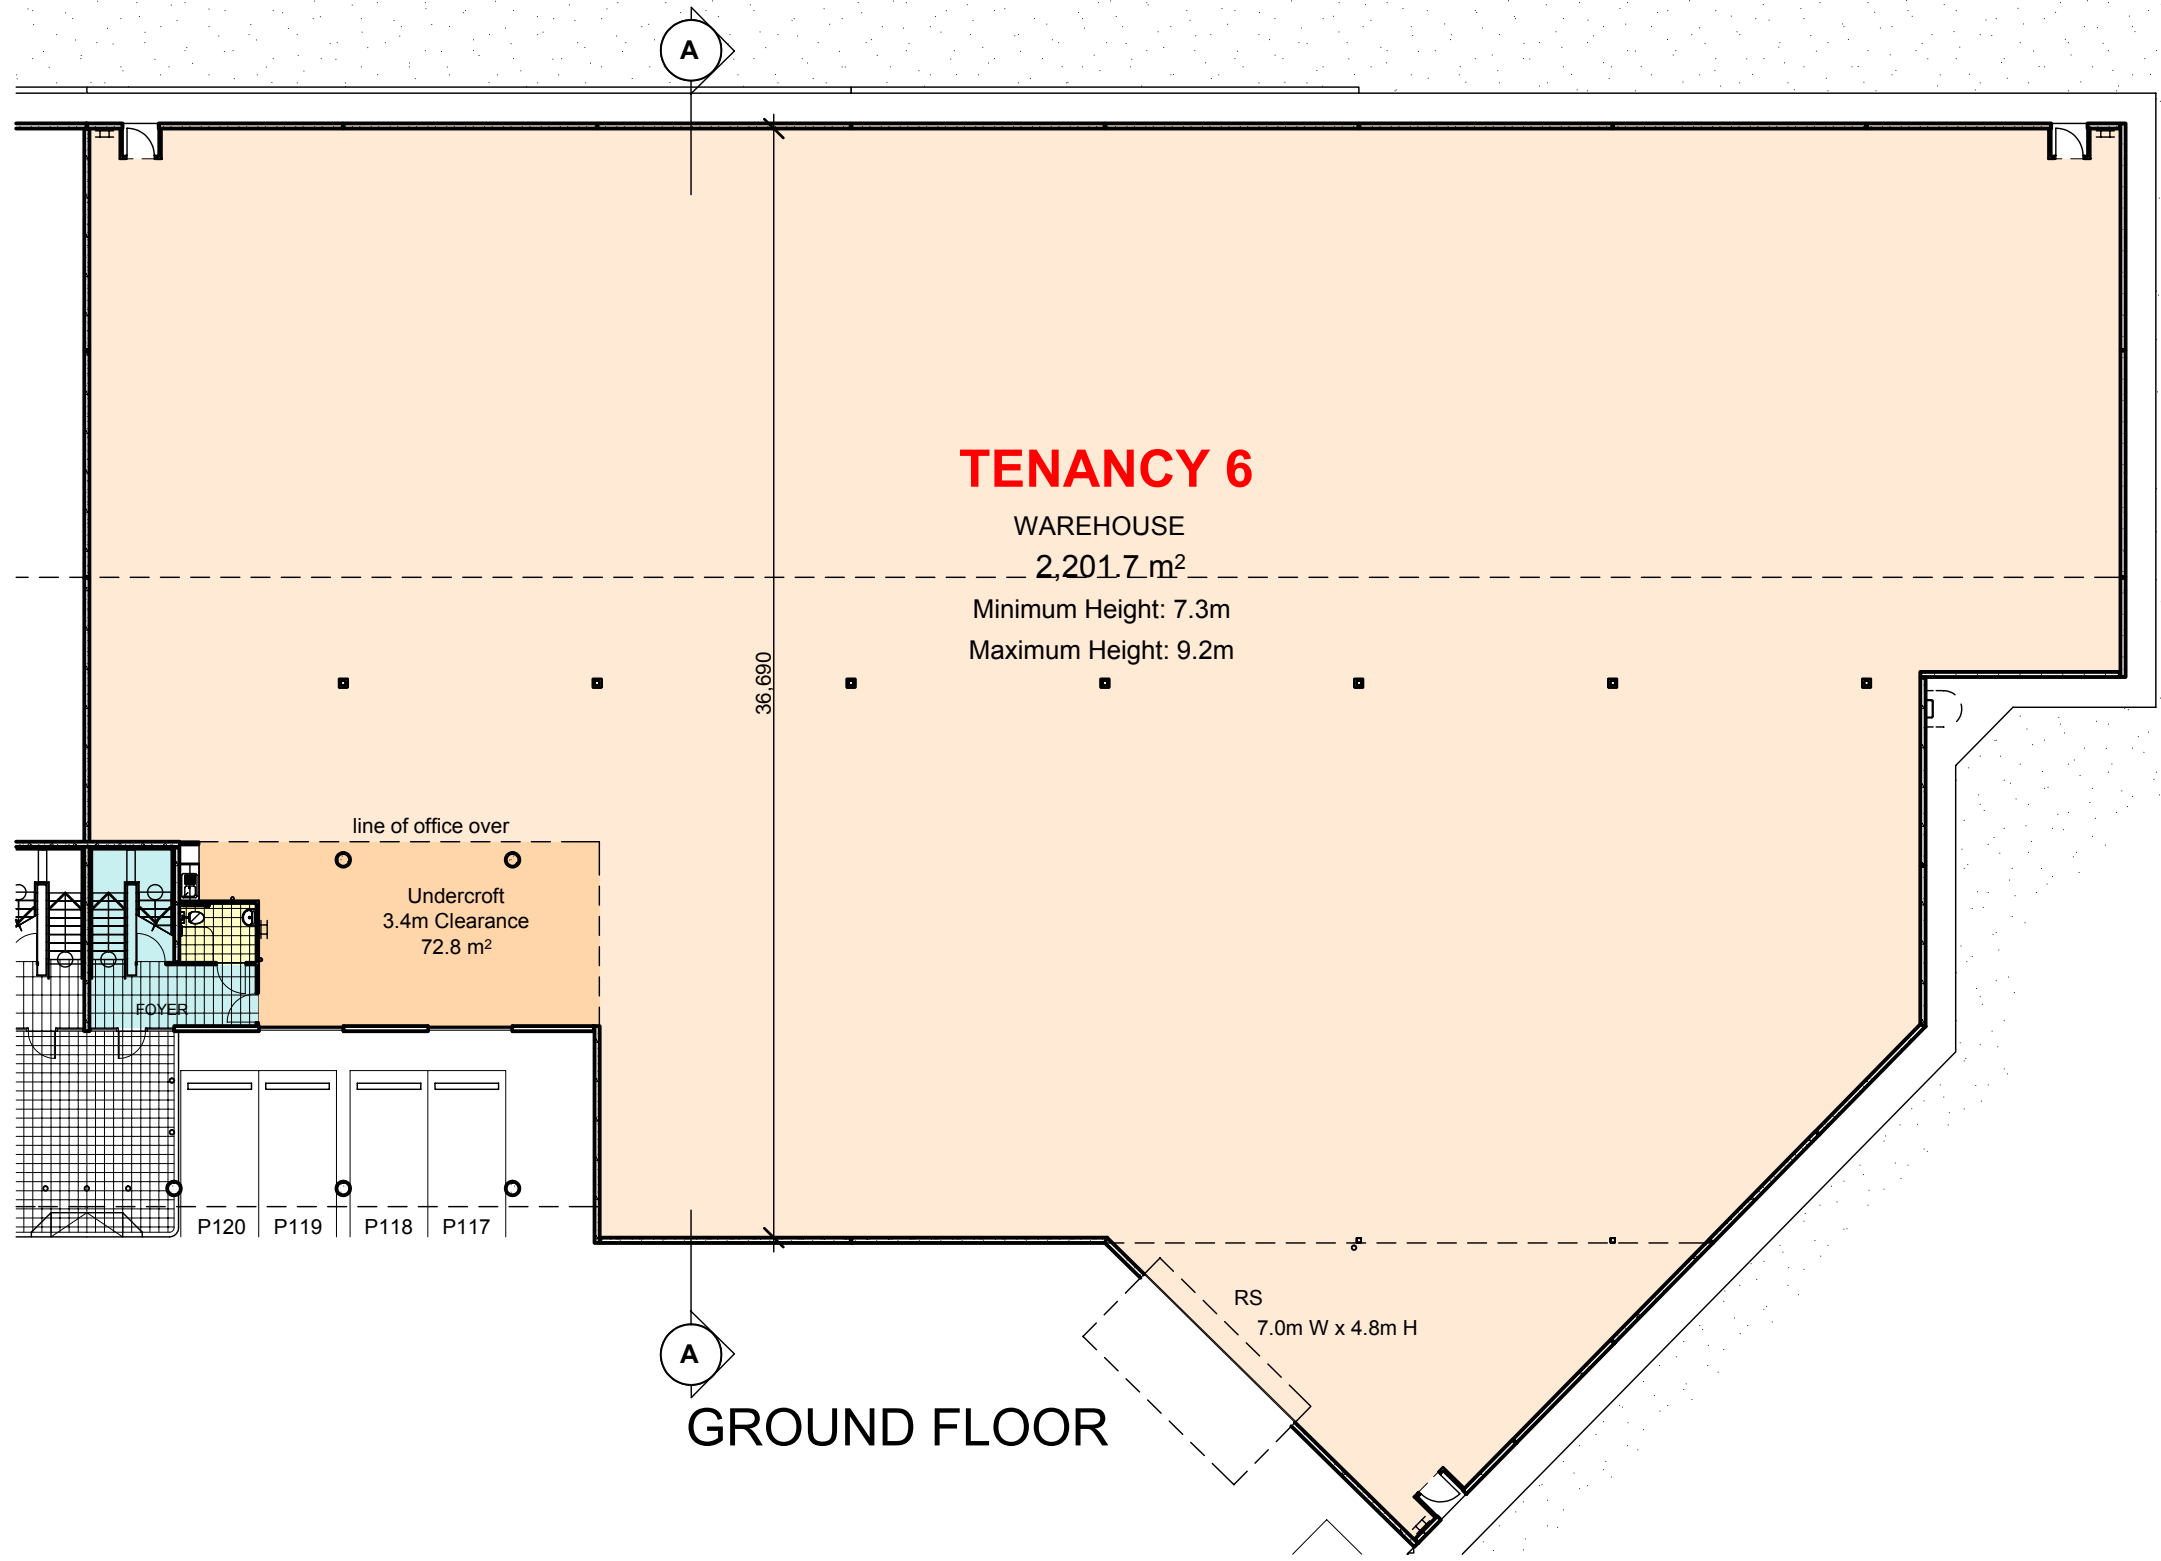 A
TENANCY 6
WAREHOUSE
2,201.7 m²
Minimum Height: 7.3m
Maximum Height: 9.2m
36,690
line of office over
Undercroft
3.4m Clearance
72.8 m²
FOYER
P120 P119 P118 P117
RS
7.0m W x 4.8m H
A
GROUND FLOOR